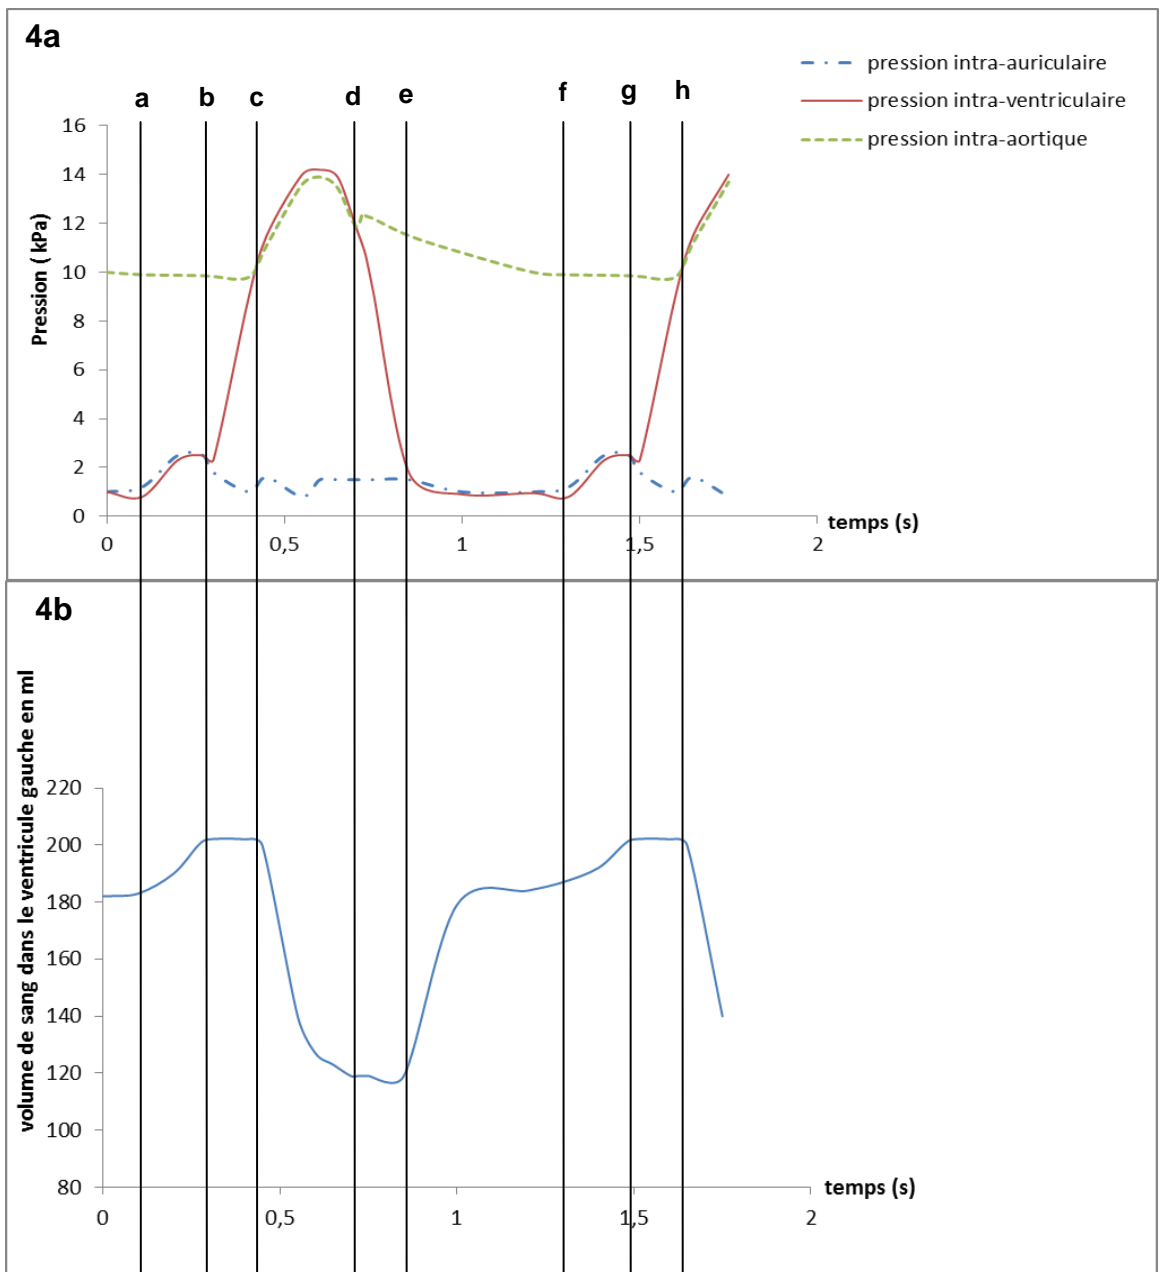 4a
pression intra-auriculaire
pression intra-ventriculaire
pression intra-aortique
a b c d e f g h
Pression ( kPa)
16
14
12
10
8
6
4
2
0
0 0,5 1 1,5 2
temps (s)
4b
volume de sang dans le ventricule gauche en ml
220
200
180
160
140
120
100
80
0 0,5 1 1,5 2
temps (s)